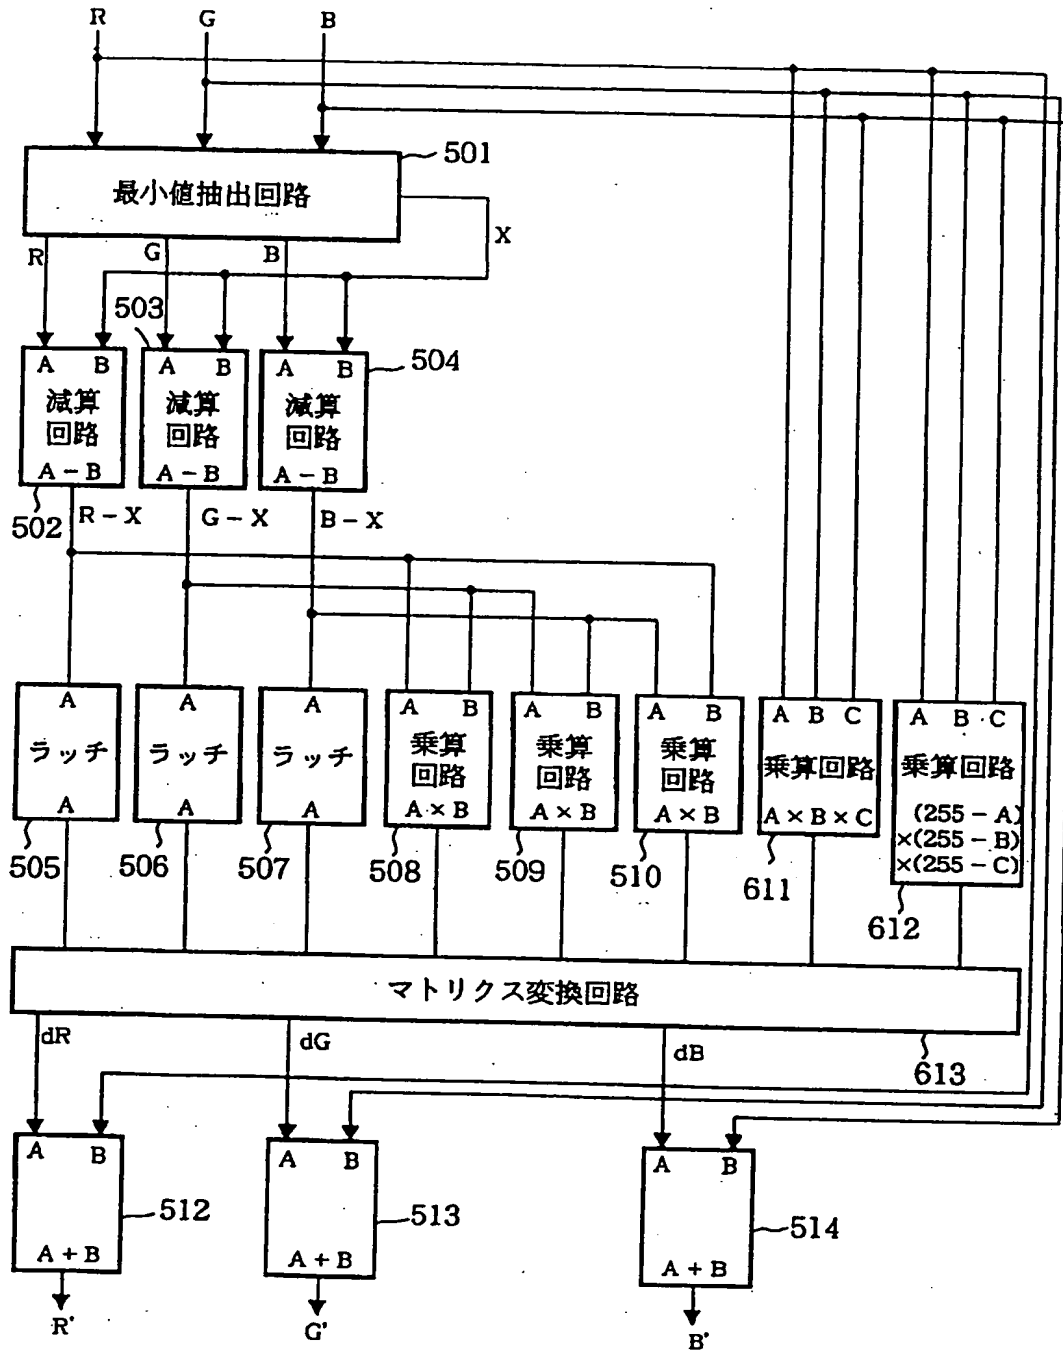 R G B
501
最小値抽出回路
X
R G B
503
504
A B A B A B
減算 減算 減算
回路 回路 回路
A－B A－B A－B
502
R－X G－X B－X
A A A A B A B A B A B C A B C
ラッチ ラッチ ラッチ
乗算 乗算 乗算
回路 回路 回路
乗算回路 乗算回路
A A A
A×B A×B A×B
A×B×C
(255－A)
×(255－B)
×(255－C)
505 506 507 508 509 510 611 612
マトリクス変換回路
dR dG dB
613
A B A B A B
512 513 514
A＋B A＋B A＋B
R' G' B'